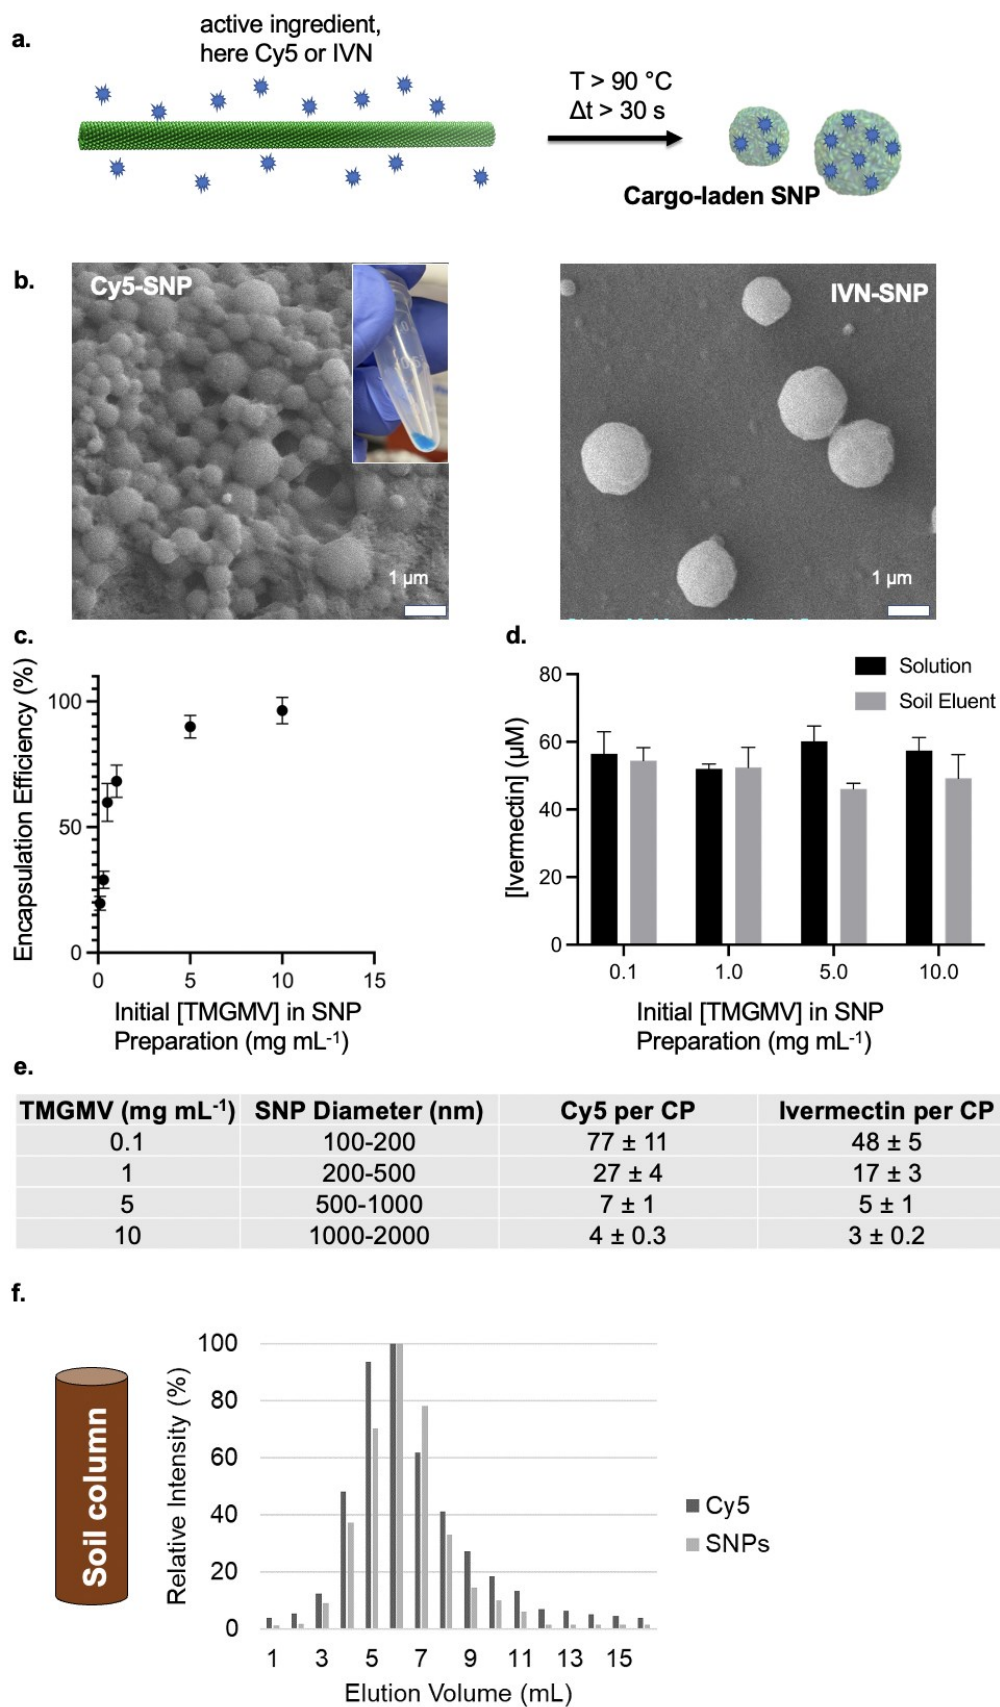 a.
active ingredient,
here Cy5 or IVN
T > 90 °C
Δt > 30 s
Cargo-laden SNP
b.
Cy5-SNP
1 µm
IVN-SNP
1 µm
c.
Encapsulation Efficiency (%)
100
50
0
0 5 10 15
Initial [TMGMV] in SNP
Preparation (mg mL⁻¹)
d.
Solution
Soil Eluent
[Ivermectin] (µM)
80
60
40
20
0
0.1 1.0 5.0 10.0
Initial [TMGMV] in SNP
Preparation (mg mL⁻¹)
e.
TMGMV (mg mL⁻¹) SNP Diameter (nm) Cy5 per CP Ivermectin per CP
0.1 100-200 77 ± 11 48 ± 5
1 200-500 27 ± 4 17 ± 3
5 500-1000 7 ± 1 5 ± 1
10 1000-2000 4 ± 0.3 3 ± 0.2
f.
Soil column
Relative Intensity (%)
100
80
60
40
20
0
1 3 5 7 9 11 13 15
Elution Volume (mL)
Cy5
SNPs